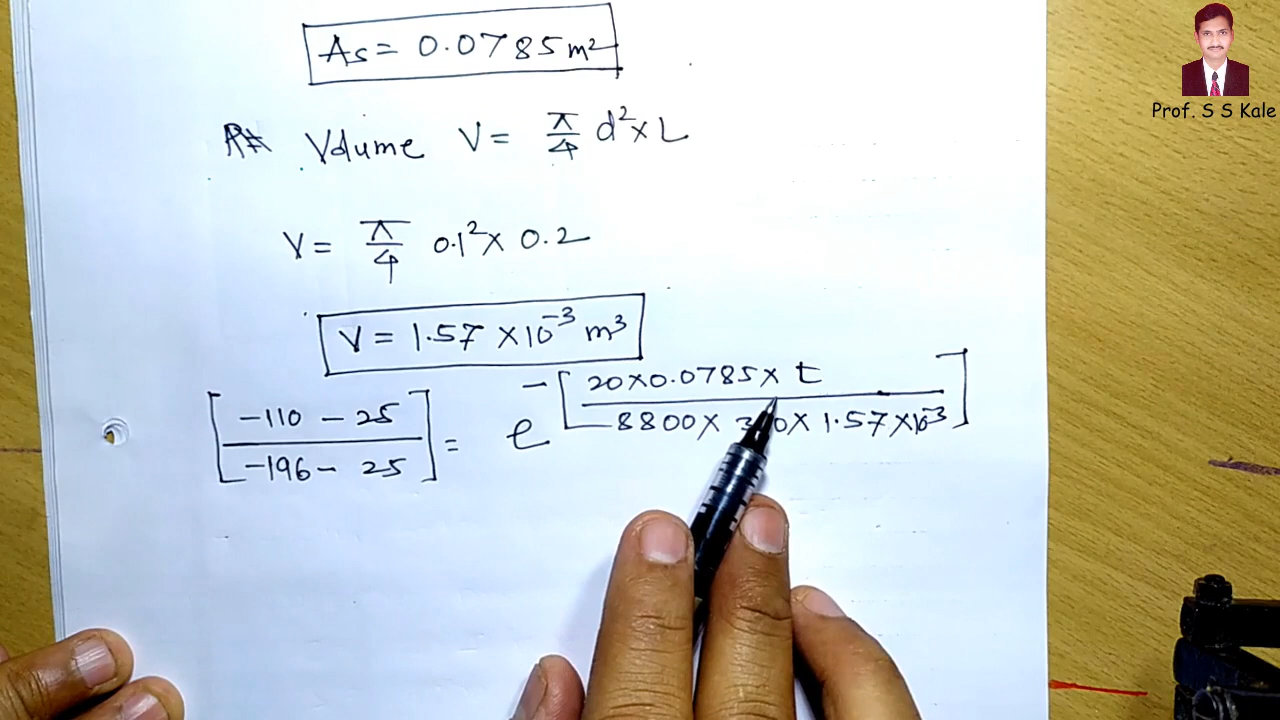 As = 0.0785 m²
Prof. S S Kale
Volume V = π/4 d² × L
V = π/4 0.1² × 0.2
V = 1.57 × 10⁻³ m³
[(-110 - 25)/(-196 - 25)] = e^-[(20 × 0.0785 × t)/(8800 × × 1.57 × 10⁻³)]